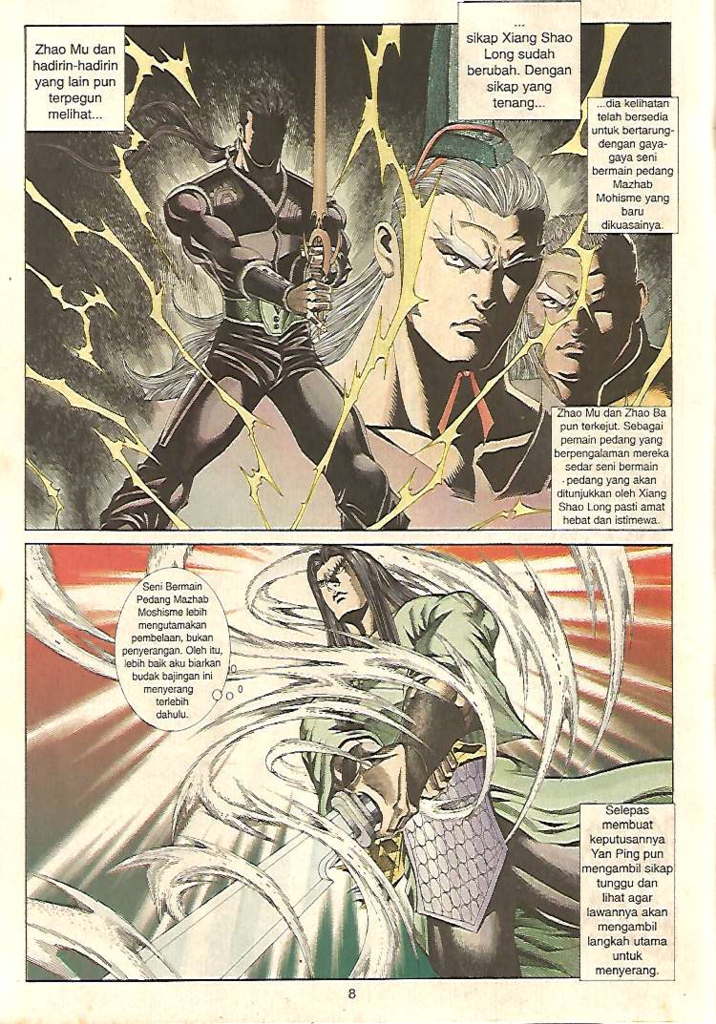 Zhao Mu dan
hadirin-hadirin
yang lain pun
terpegun
melihat...
...
sikap Xiang Shao
Long sudah
berubah. Dengan
sikap yang
tenang...
...dia kelihatan
telah bersedia
untuk bertarung-
dengan gaya-
gaya seni
bermain pedang
Mazhab
Mohisme yang
baru
dikuasainya.
Zhao Mu dan Zhao Ba
pun terkejut. Sebagai
pemain pedang yang
berpengalaman mereka
sedar seni bermain
pedang yang akan
ditunjukkan oleh Xiang
Shao Long pasti amat
hebat dan istimewa.
Seni Bermain
Pedang Mazhab
Moshisme lebih
mengutamakan
pembelaan, bukan
penyerangan. Oleh itu,
lebih baik aku biarkan
budak bajingan ini
menyerang
terlebih
dahulu.
Selepas
membuat
keputusannya
Yan Ping pun
mengambil sikap
tunggu dan
lihat agar
lawannya akan
mengambil
langkah utama
untuk
menyerang.
8